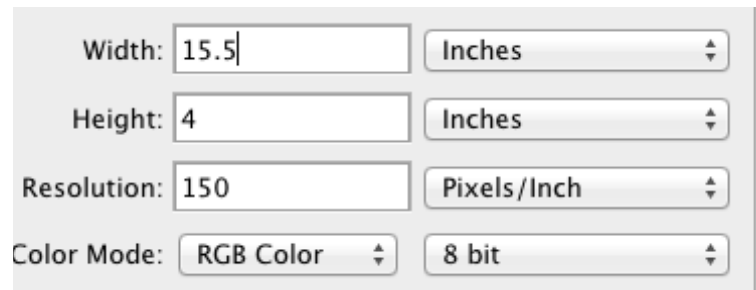 Width: 15.5 Inches
Height: 4 Inches
Resolution: 150 Pixels/Inch
Color Mode: RGB Color 8 bit